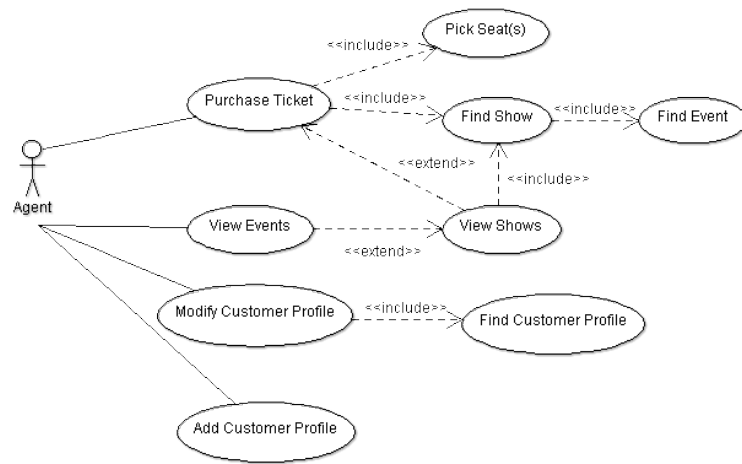 Pick Seat(s)
<<include>>
Purchase Ticket
<<include>>
Find Show
<<include>>
Find Event
<<extend>>
<<include>>
Agent
View Events
<<extend>>
View Shows
Modify Customer Profile
<<include>>
Find Customer Profile
Add Customer Profile